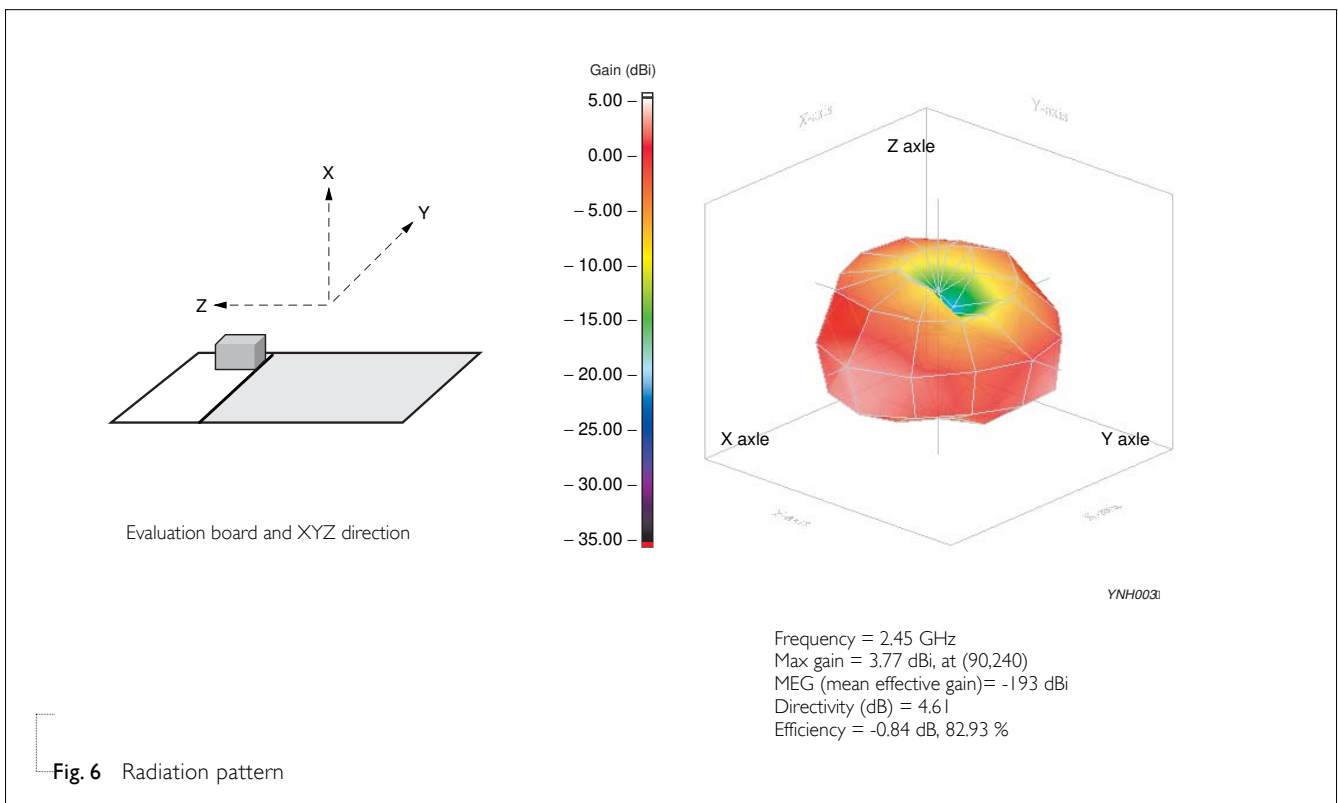 Gain (dBi)
5.00 –
0.00 –
– 5.00 –
– 10.00 –
– 15.00 –
– 20.00 –
– 25.00 –
– 30.00 –
– 35.00 –
X
Y
Z
Evaluation board and XYZ direction
X-axis
Y-axis
Z axle
X axle
Y axle
YNH003
Frequency = 2.45 GHz
Max gain = 3.77 dBi, at (90,240)
MEG (mean effective gain)= -193 dBi
Directivity (dB) = 4.61
Efficiency = -0.84 dB, 82.93 %
Fig. 6 Radiation pattern